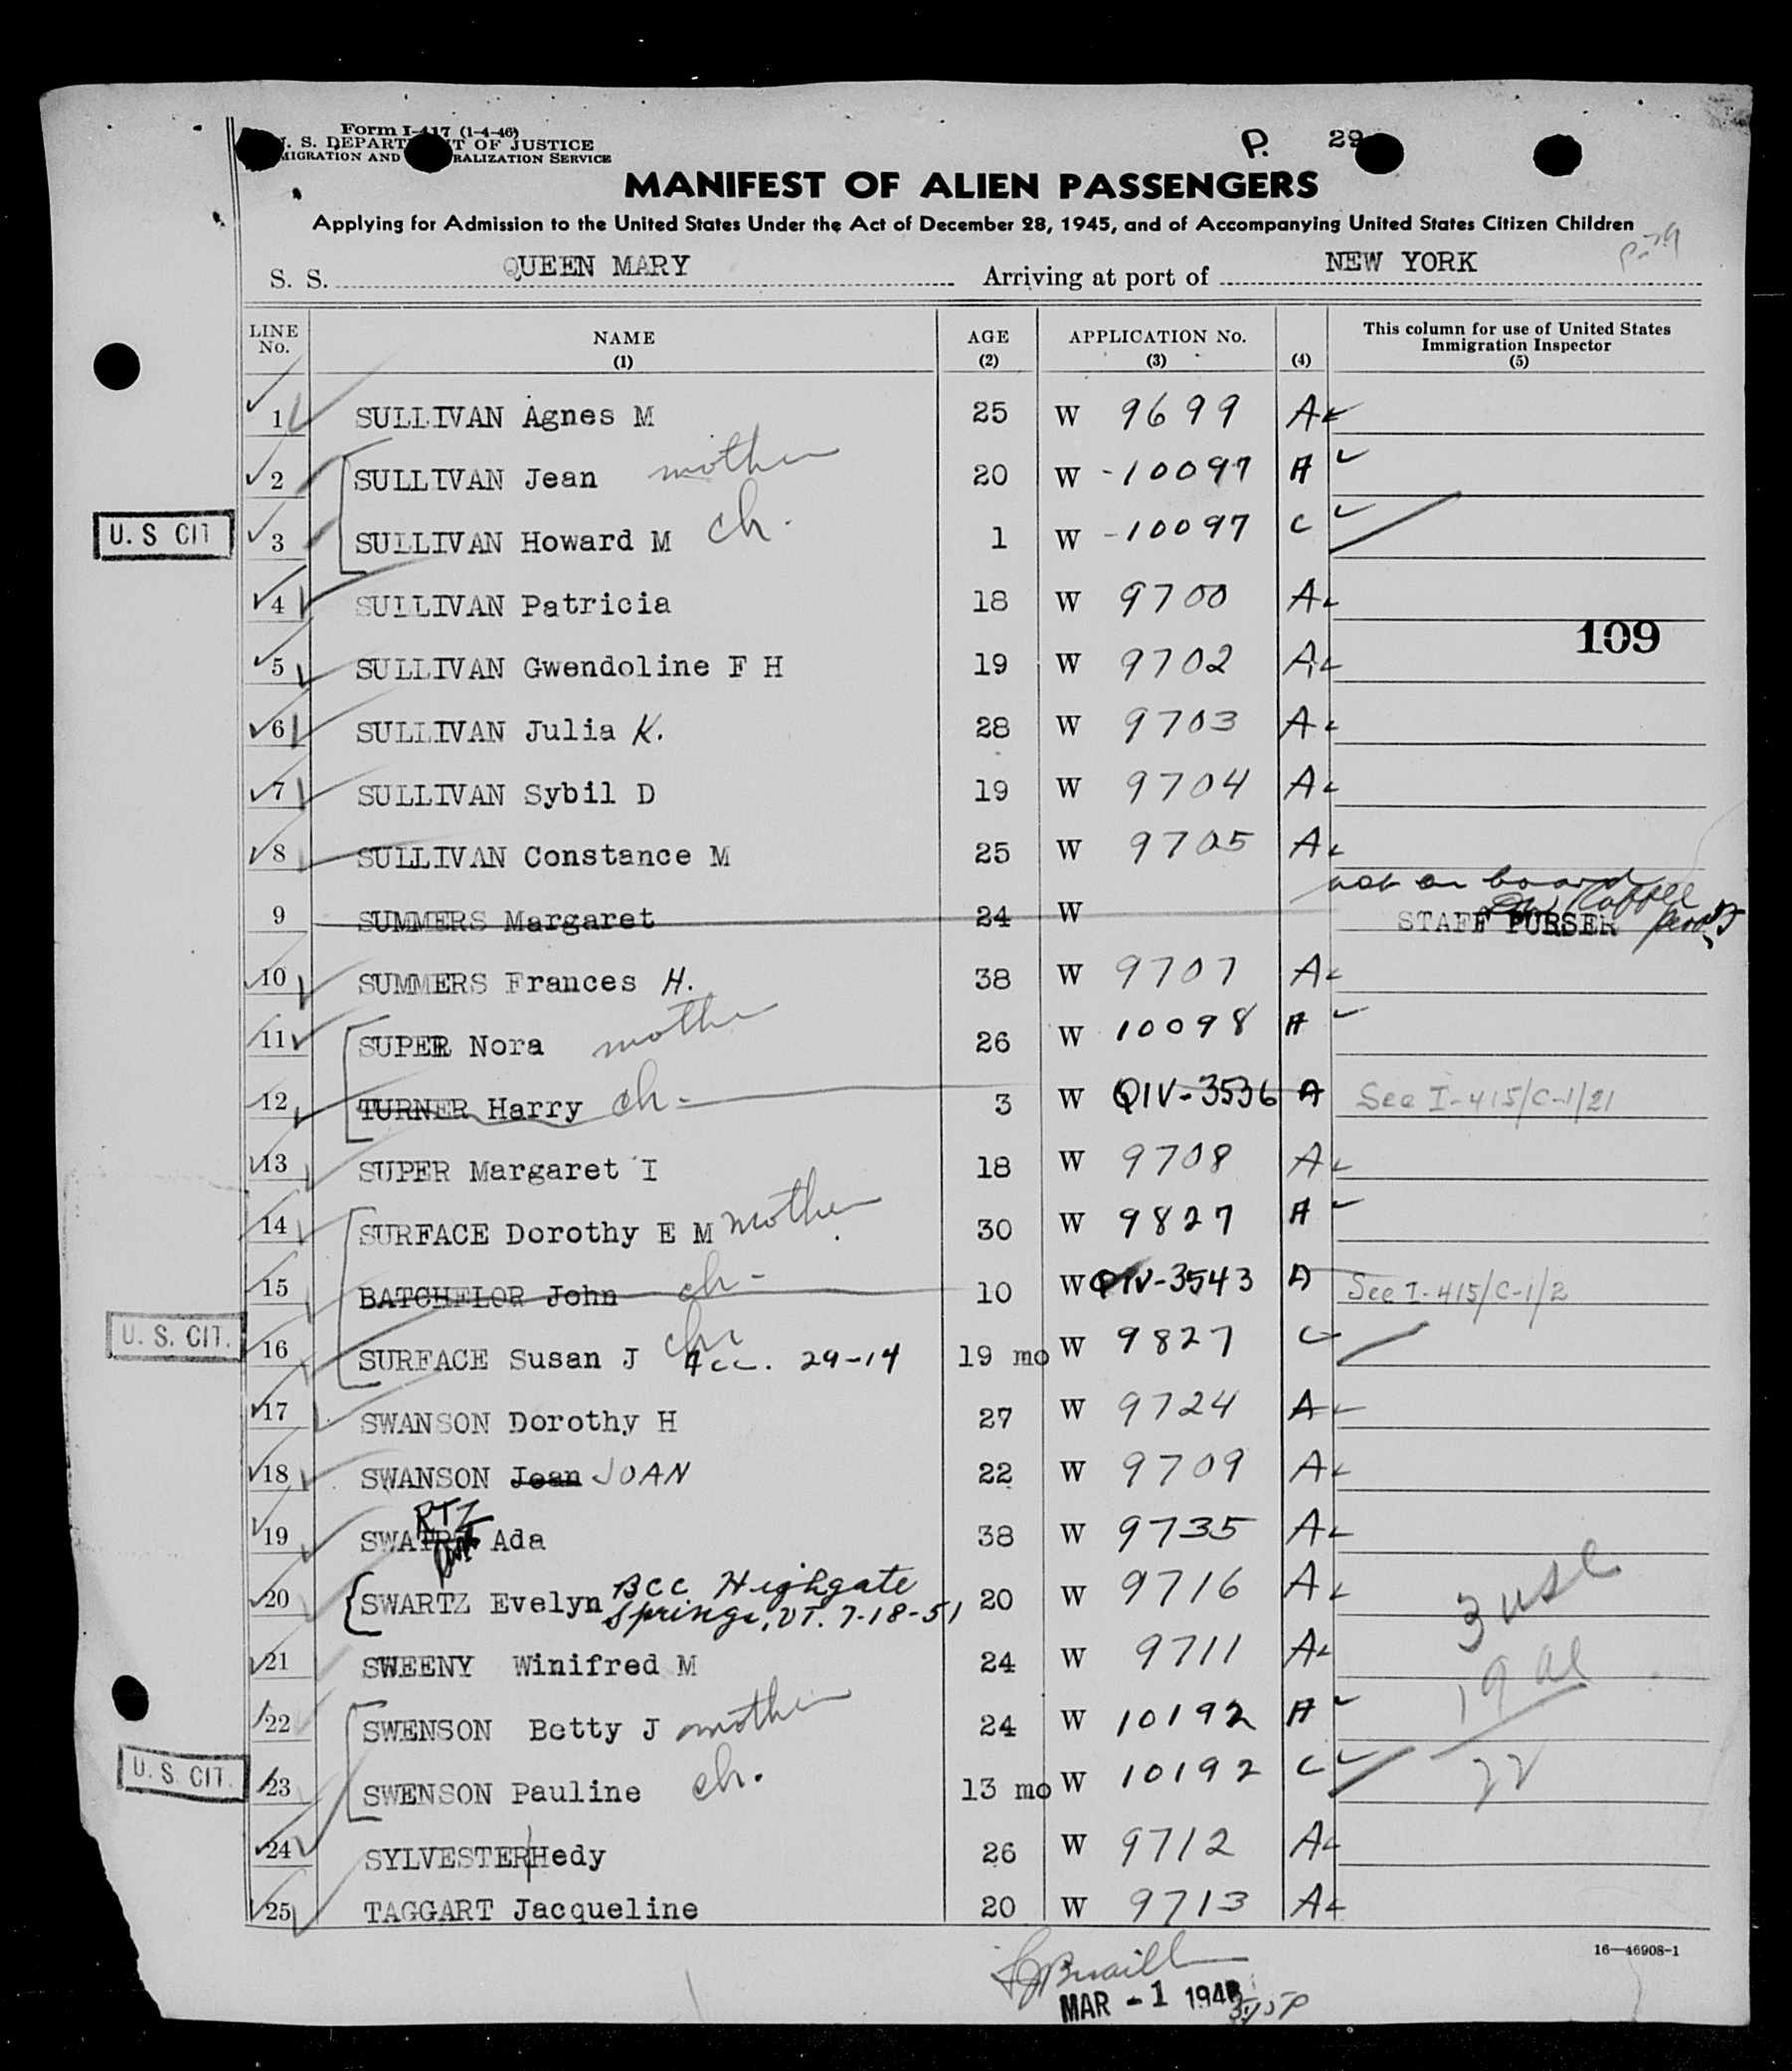 Form I-417 (1-4-46)
U. S. DEPARTMENT OF JUSTICE
IMMIGRATION AND NATURALIZATION SERVICE
P. 29
MANIFEST OF ALIEN PASSENGERS
Applying for Admission to the United States Under the Act of December 28, 1945, and of Accompanying United States Citizen Children
P-29
S. S. QUEEN MARY Arriving at port of NEW YORK
LINE No. NAME (1) AGE (2) APPLICATION No. (3) (4) This column for use of United States Immigration Inspector (5)
1 SULLIVAN Agnes M 25 W 9699 A
2 SULLIVAN Jean mother 20 W -10097 A
U. S CIT 3 SULLIVAN Howard M ch. 1 W -10097 C
4 SULLIVAN Patricia 18 W 9700 A
109
5 SULLIVAN Gwendoline F H 19 W 9702 A
6 SULLIVAN Julia K. 28 W 9703 A
7 SULLIVAN Sybil D 19 W 9704 A
8 SULLIVAN Constance M 25 W 9705 A
not on board
9 SUMMERS Margaret 24 W STAFF PURSER
10 SUMMERS Frances H. 38 W 9707 A
11 SUPER Nora mother 26 W 10098 A
12 TURNER Harry ch- 3 W QIV-3536 A See I-415/C-1/21
13 SUPER Margaret I 18 W 9708 A
14 SURFACE Dorothy E M mother 30 W 9827 A
15 BATCHELOR John ch- 10 W QIV-3543 A See I-415/C-1/2
U. S. CIT. 16 SURFACE Susan J ch Acc. 29-14 19 mo W 9827 C
17 SWANSON Dorothy H 27 W 9724 A
18 SWANSON Jean JOAN 22 W 9709 A
19 SWA RTZ Ada 38 W 9735 A
20 SWARTZ Evelyn BCC Highgate Springs, VT. 7-18-51 20 W 9716 A
3 USC
21 SWEENY Winifred M 24 W 9711 A
19 al
22 SWENSON Betty J mother 24 W 10192 A
22
U. S. CIT. 23 SWENSON Pauline ch. 13 mo W 10192 C
24 SYLVESTER Hedy 26 W 9712 A
25 TAGGART Jacqueline 20 W 9713 A
16—46908-1
MAR - 1 194